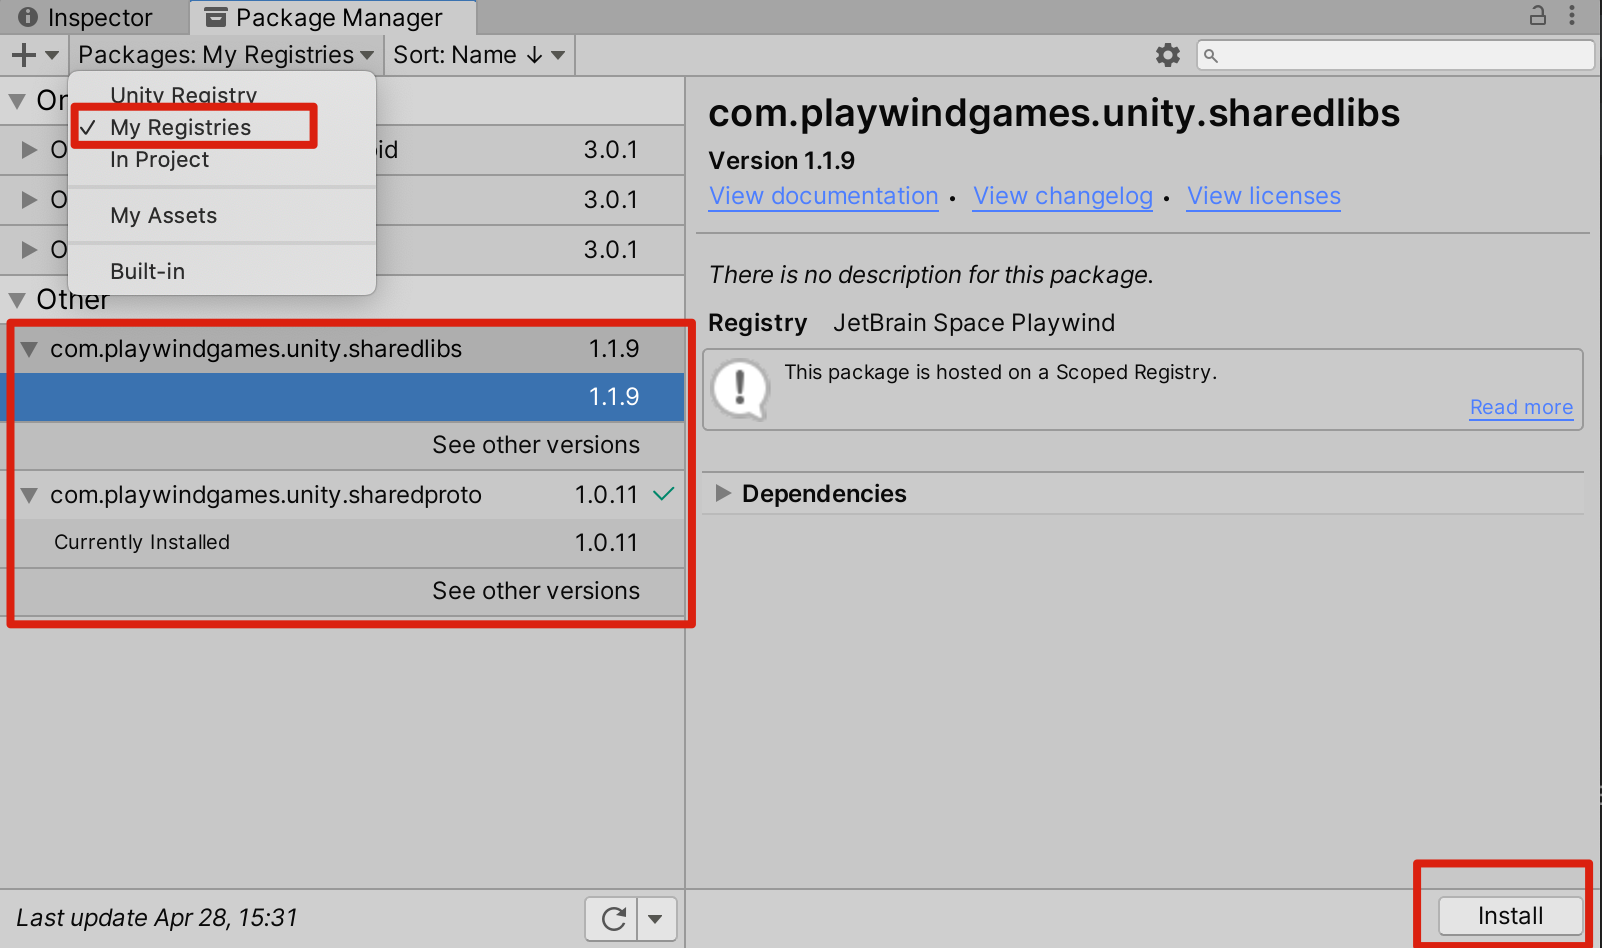 Inspector
Package Manager
Packages: My Registries
Sort: Name ↓
Unity Registry
✓ My Registries
In Project
My Assets
Built-in
O id 3.0.1
O 3.0.1
O 3.0.1
Other
com.playwindgames.unity.sharedlibs 1.1.9
1.1.9
See other versions
com.playwindgames.unity.sharedproto 1.0.11 ✓
Currently Installed 1.0.11
See other versions
Last update Apr 28, 15:31
com.playwindgames.unity.sharedlibs
Version 1.1.9
View documentation • View changelog • View licenses
There is no description for this package.
Registry JetBrain Space Playwind
This package is hosted on a Scoped Registry.
Read more
Dependencies
Install